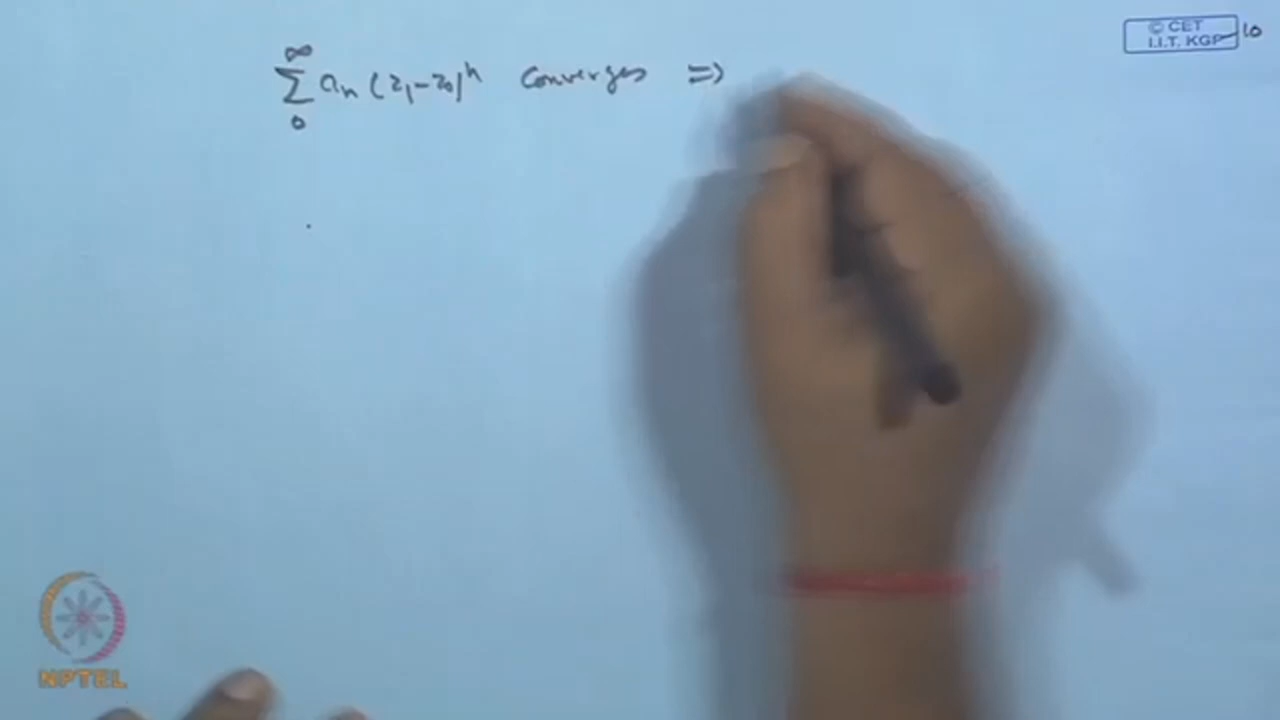 © CET
I.I.T. KGP 10
∞
∑ aₙ (z₁-z₀)ⁿ Converges ⇒
0
NPTEL